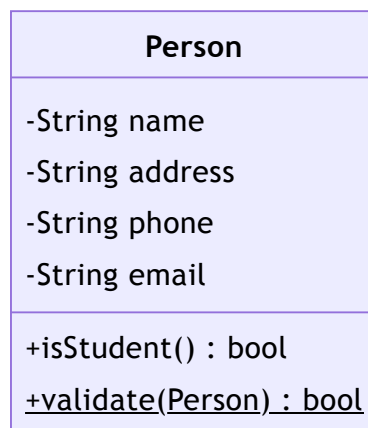 Person
-String name
-String address
-String phone
-String email
+isStudent() : bool
+validate(Person) : bool